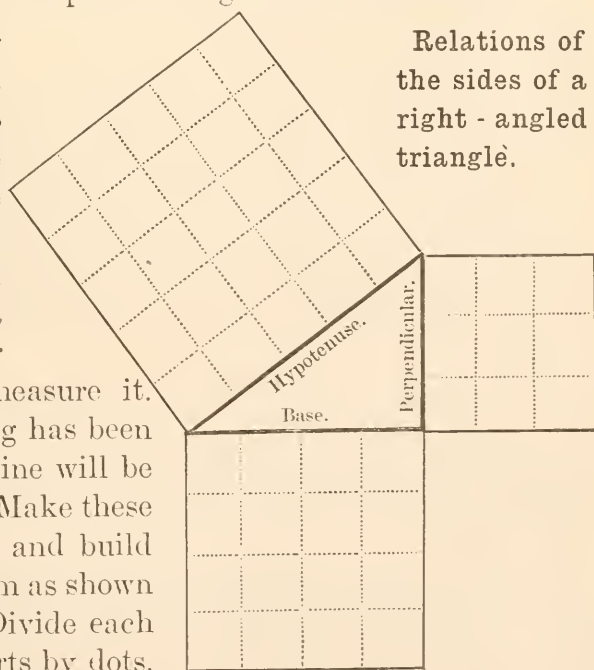 Relations of
the sides of a
right - angled
triangle.
Hypotenuse.
Perpendicular.
Base.
measure it.
g has been
ine will be
Make these
and build
m as shown
Divide each
rts by dots.